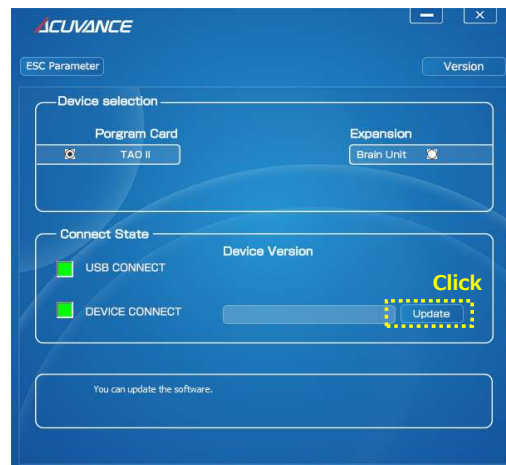 ACUVANCE
ESC Parameter
Version
Device selection
Porgram Card
Expansion
TAO II
Brain Unit
Connect State
Device Version
USB CONNECT
Click
DEVICE CONNECT
Update
You can update the software.